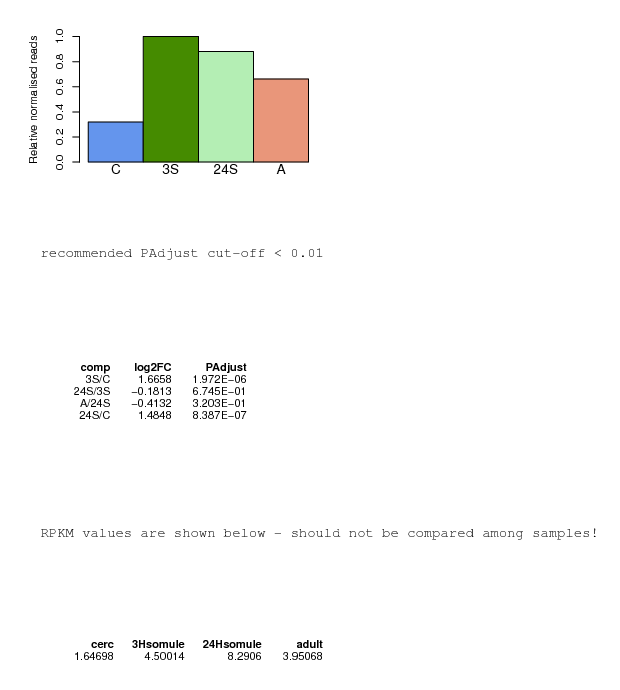 Relative normalised reads
1.0
0.8
0.6
0.4
0.2
0.0
C 3S 24S A
recommended PAdjust cut-off < 0.01
comp log2FC PAdjust
3S/C 1.6658 1.972E−06
24S/3S −0.1813 6.745E−01
A/24S −0.4132 3.203E−01
24S/C 1.4848 8.387E−07
RPKM values are shown below - should not be compared among samples!
cerc 3Hsomule 24Hsomule adult
1.64698 4.50014 8.2906 3.95068